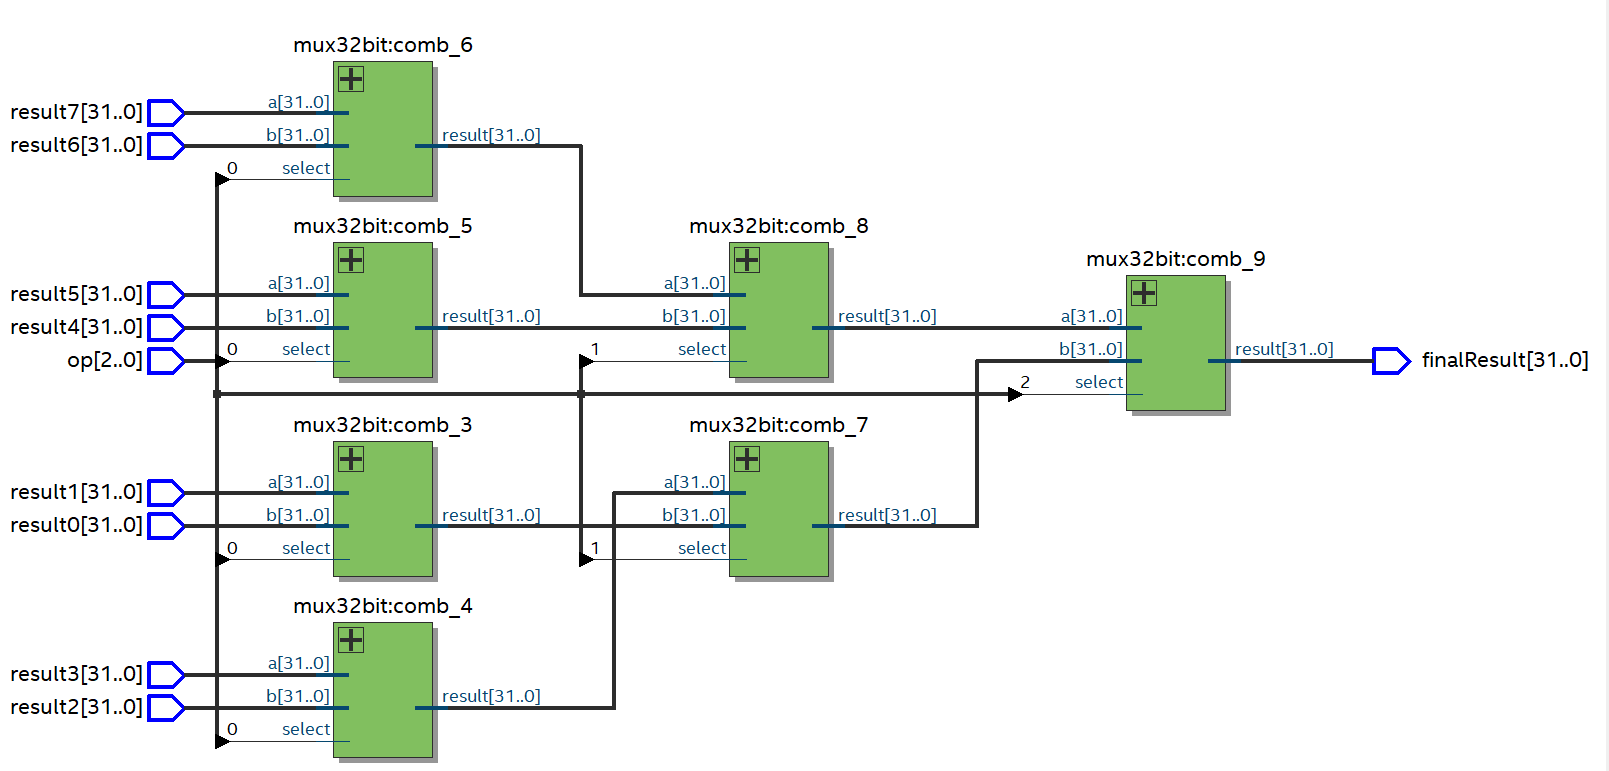 mux32bit:comb_6
result7[31..0]
a[31..0]
result6[31..0]
b[31..0]
result[31..0]
0
select
mux32bit:comb_5
result5[31..0]
a[31..0]
result4[31..0]
b[31..0]
result[31..0]
op[2..0]
0
select
mux32bit:comb_8
a[31..0]
b[31..0]
result[31..0]
1
select
mux32bit:comb_9
a[31..0]
b[31..0]
result[31..0]
finalResult[31..0]
2
select
mux32bit:comb_3
result1[31..0]
a[31..0]
result0[31..0]
b[31..0]
result[31..0]
0
select
mux32bit:comb_7
a[31..0]
b[31..0]
result[31..0]
1
select
mux32bit:comb_4
result3[31..0]
a[31..0]
result2[31..0]
b[31..0]
result[31..0]
0
select